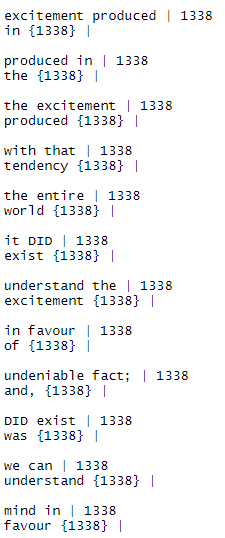 excitement produced | 1338
in {1338} |
produced in | 1338
the {1338} |
the excitement | 1338
produced {1338} |
with that | 1338
tendency {1338} |
the entire | 1338
world {1338} |
it DID | 1338
exist {1338} |
understand the | 1338
excitement {1338} |
in favour | 1338
of {1338} |
undeniable fact; | 1338
and, {1338} |
DID exist | 1338
was {1338} |
we can | 1338
understand {1338} |
mind in | 1338
favour {1338} |